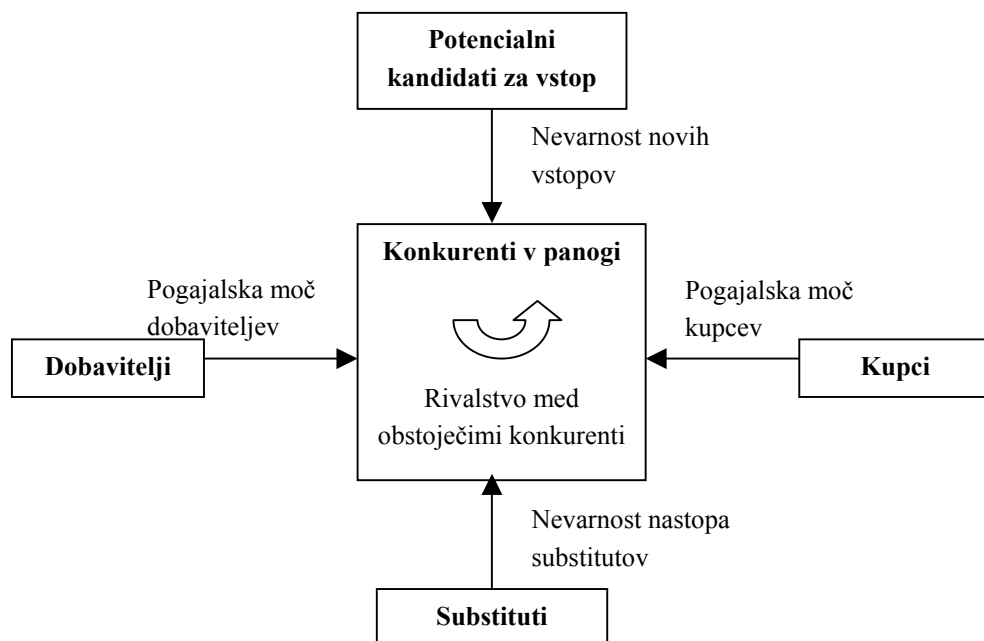 Potencialni
kandidati za vstop
Nevarnost novih
vstopov
Konkurenti v panogi
Pogajalska moč
dobaviteljev
Pogajalska moč
kupcev
Dobavitelji
Kupci
Rivalstvo med
obstoječimi konkurenti
Nevarnost nastopa
substitutov
Substituti